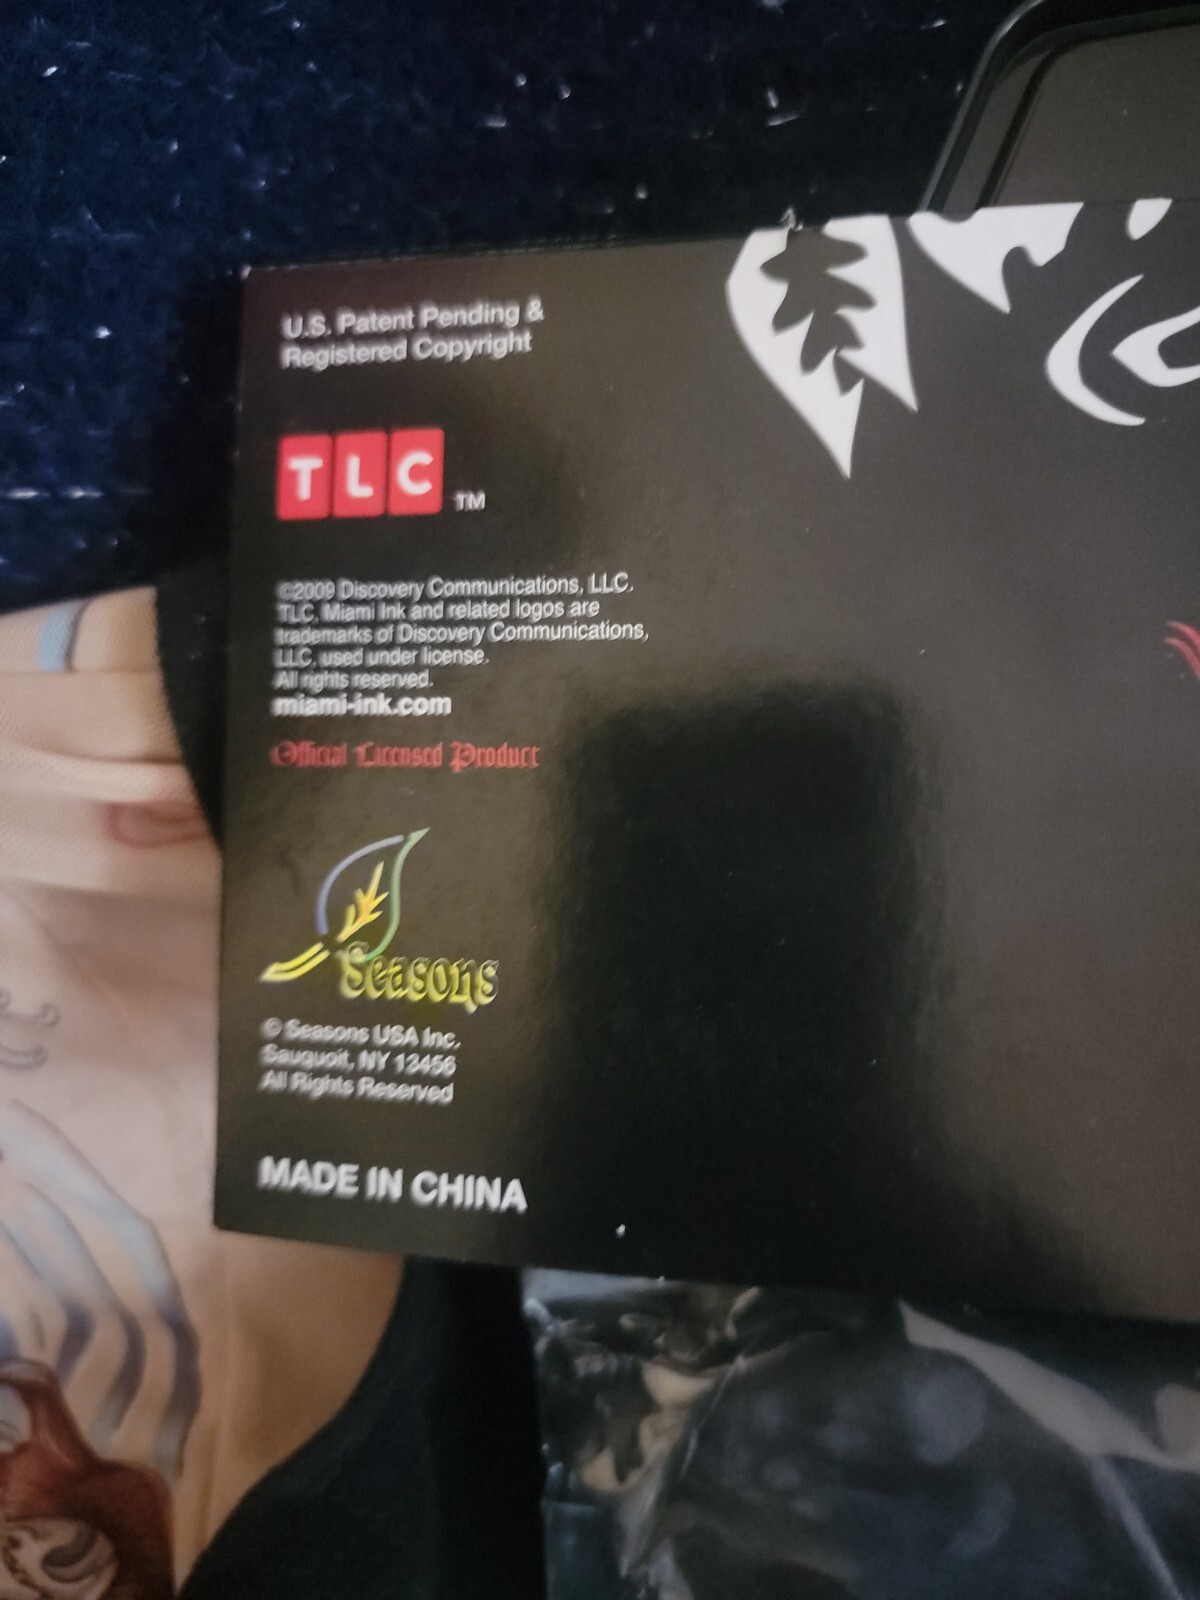 U.S. Patent Pending &
Registered Copyright
TLC TM
©2009 Discovery Communications, LLC.
TLC, Miami Ink and related logos are
trademarks of Discovery Communications,
LLC, used under license.
All rights reserved.
miami-ink.com
Official Licensed Product
Seasons
© Seasons USA Inc.
Sauquoit, NY 13456
All Rights Reserved
MADE IN CHINA